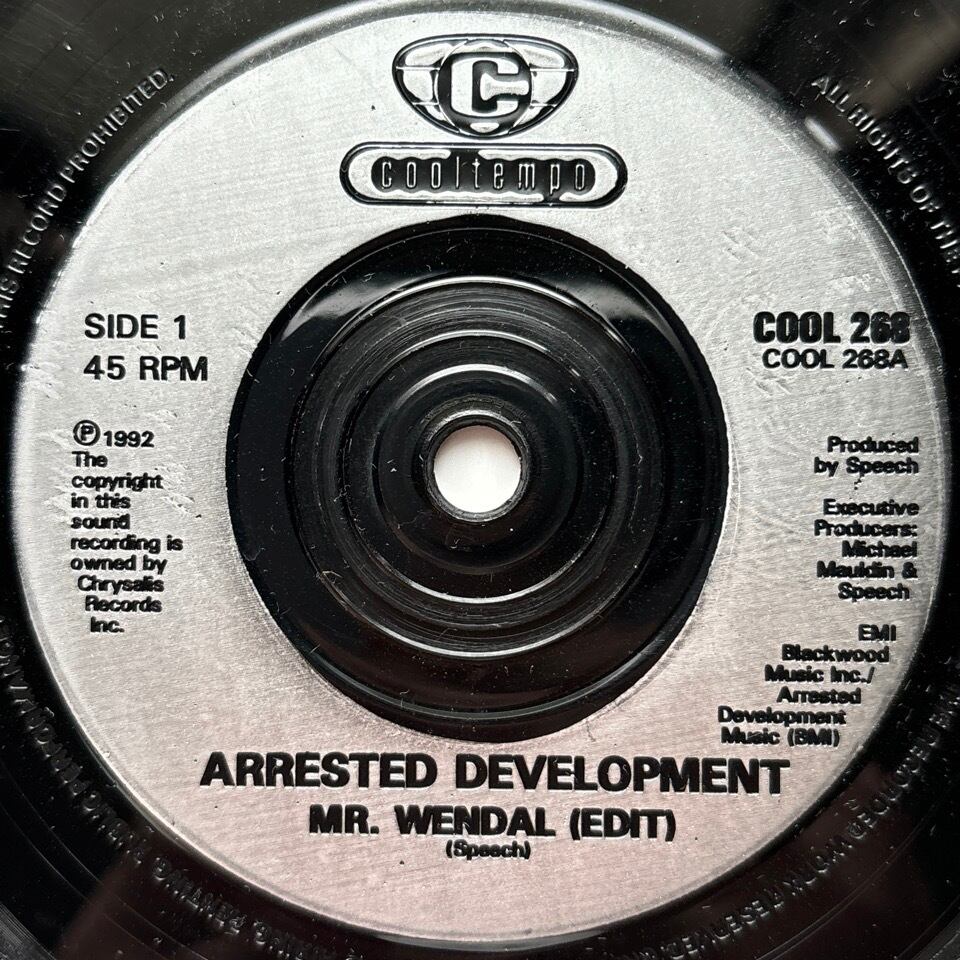 C
cooltempo
SIDE 1
45 RPM
COOL 268
COOL 268A
℗ 1992
The
copyright
in this
sound
recording is
owned by
Chrysalis
Records
Inc.
Produced
by Speech
Executive
Producers:
Michael
Mauldin &
Speech
EMI
Blackwood
Music Inc./
Arrested
Development
Music (BMI)
ARRESTED DEVELOPMENT
MR. WENDAL (EDIT)
(Speech)
ALL RIGHTS OF THE
WORK RESERVED
THIS RECORD PROHIBITED.